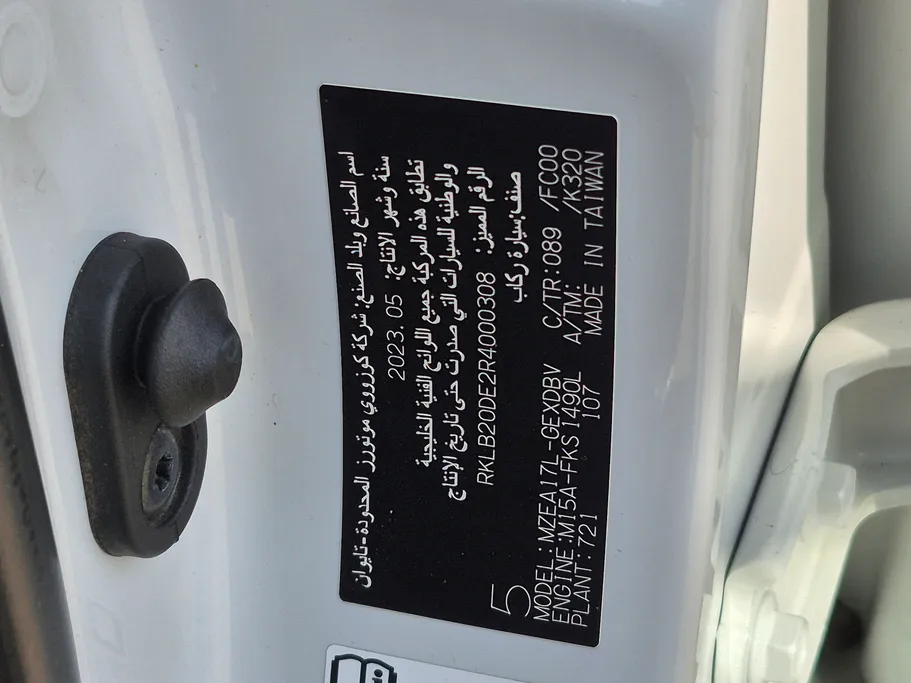 اسم الصانع وبلد الصنع: شركة كوزووي موتورز المحدودة-تايوان
سنة وشهر الانتاج: 2023.05
تطابق هذه المركبة جميع اللوائح الفنية الخليجية
والوطنية للسيارات التي صدرت حتى تاريخ الإنتاج
الرقم المميز: RKLB20DE2R4000308
صنف:سيارة ركاب
5
MODEL:MZEA17L-GEXDBV C/TR:089 /FC00
ENGINE:M15A-FKS 1490L A/TM: /K320
PLANT:721 107 MADE IN TAIWAN